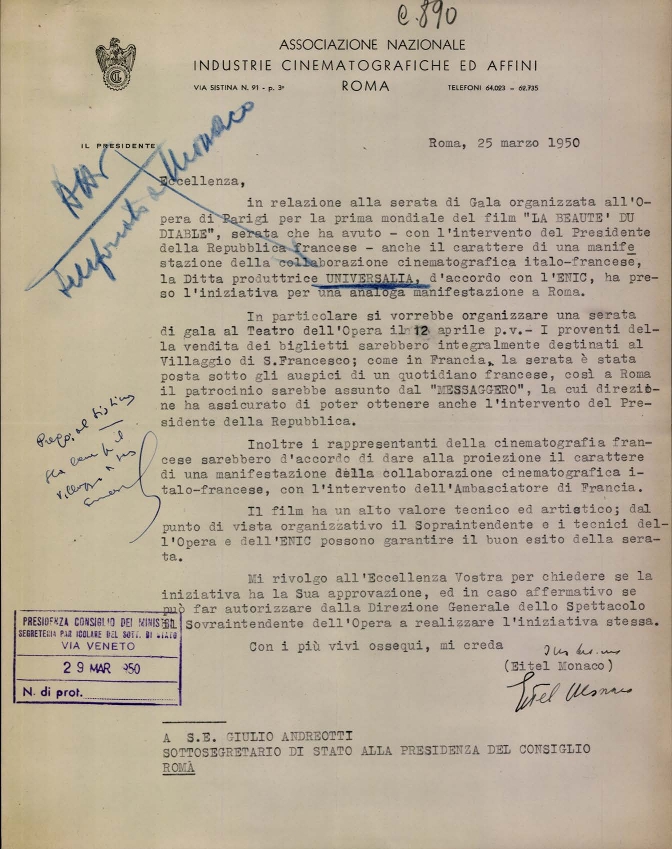 C.890
ASSOCIAZIONE NAZIONALE
INDUSTRIE CINEMATOGRAFICHE ED AFFINI
VIA SISTINA N. 91 - p. 3º ROMA TELEFONI 64.023 - 62.735
IL PRESIDENTE
Roma, 25 marzo 1950
a Monaco
Eccellenza,
in relazione alla serata di Gala organizzata all'O-
pera di Parigi per la prima mondiale del film "LA BEAUTE' DU
DIABLE", serata che ha avuto - con l'intervento del Presidente
della Repubblica francese - anche il carattere di una manife
stazione della collaborazione cinematografica italo-francese,
la Ditta produttrice UNIVERSALIA, d'accordo con l'ENIC, ha pre-
so l'iniziativa per una analoga manifestazione a Roma.
In particolare si vorrebbe organizzare una serata
di gala al Teatro dell'Opera il 12 aprile p.v.- I proventi del-
la vendita dei biglietti sarebbero integralmente destinati al
Villaggio di S.Francesco; come in Francia, la serata è stata
posta sotto gli auspici di un quotidiano francese, così a Roma
il patrocinio sarebbe assunto dal "MESSAGGERO", la cui direzio
ne ha assicurato di poter ottenere anche l'intervento del Pre-
sidente della Repubblica.
Inoltre i rappresentanti della cinematografia fran-
cese sarebbero d'accordo di dare alla proiezione il carattere
di una manifestazione della collaborazione cinematografica i-
talo-francese, con l'intervento dell'Ambasciatore di Francia.
Il film ha un alto valore tecnico ed artistico; dal
punto di vista organizzativo il Sopraintendente e i tecnici del-
l'Opera e dell'ENIC possono garantire il buon esito della sera-
ta.
Mi rivolgo all'Eccellenza Vostra per chiedere se la
iniziativa ha la Sua approvazione, ed in caso affermativo se
può far autorizzare dalla Direzione Generale dello Spettacolo
il Sovraintendente dell'Opera a realizzare l'iniziativa stessa.
Con i più vivi ossequi, mi creda
(Eitel Monaco)
Eitel Monaco
PRESIDENZA CONSIGLIO DEI MINIST
SEGRETERIA PAR ICOLARE DEL SOTT. DI STATO
VIA VENETO
29 MAR 950
N. di prot.
A S.E. GIULIO ANDREOTTI
SOTTOSEGRETARIO DI STATO ALLA PRESIDENZA DEL CONSIGLIO
ROMA